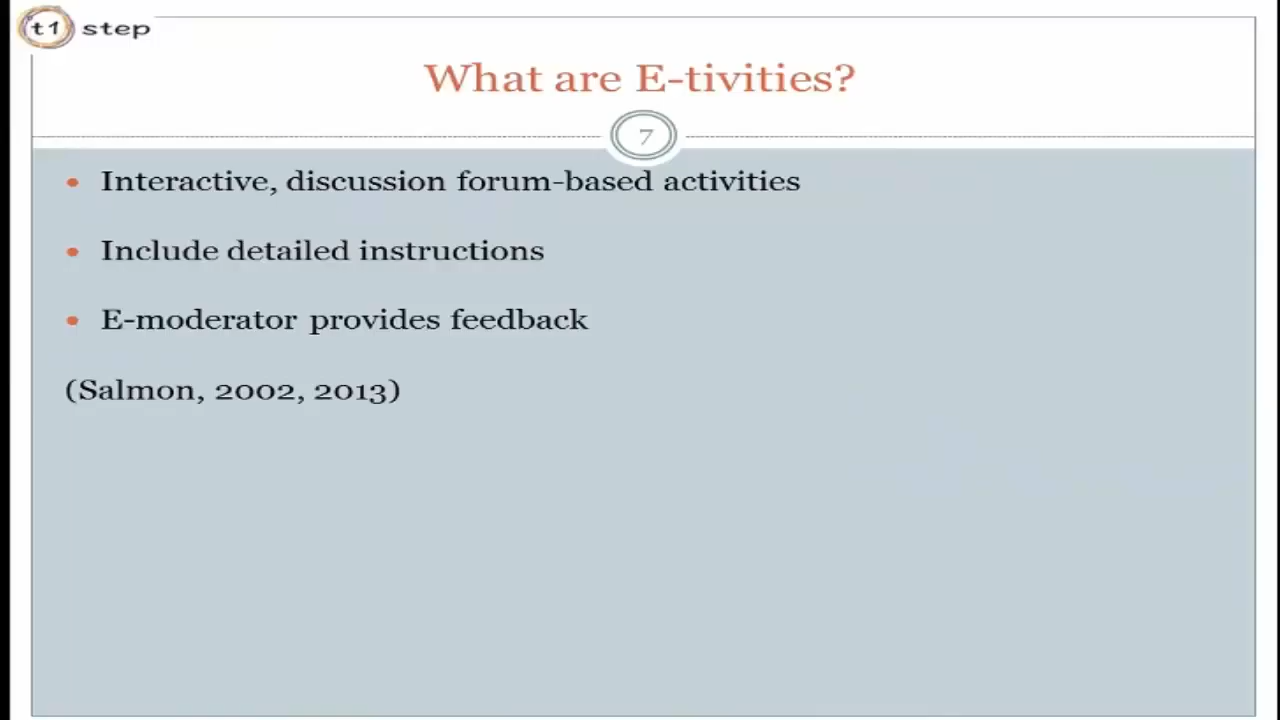 t1 step
What are E-tivities?
7
• Interactive, discussion forum-based activities
• Include detailed instructions
• E-moderator provides feedback
(Salmon, 2002, 2013)